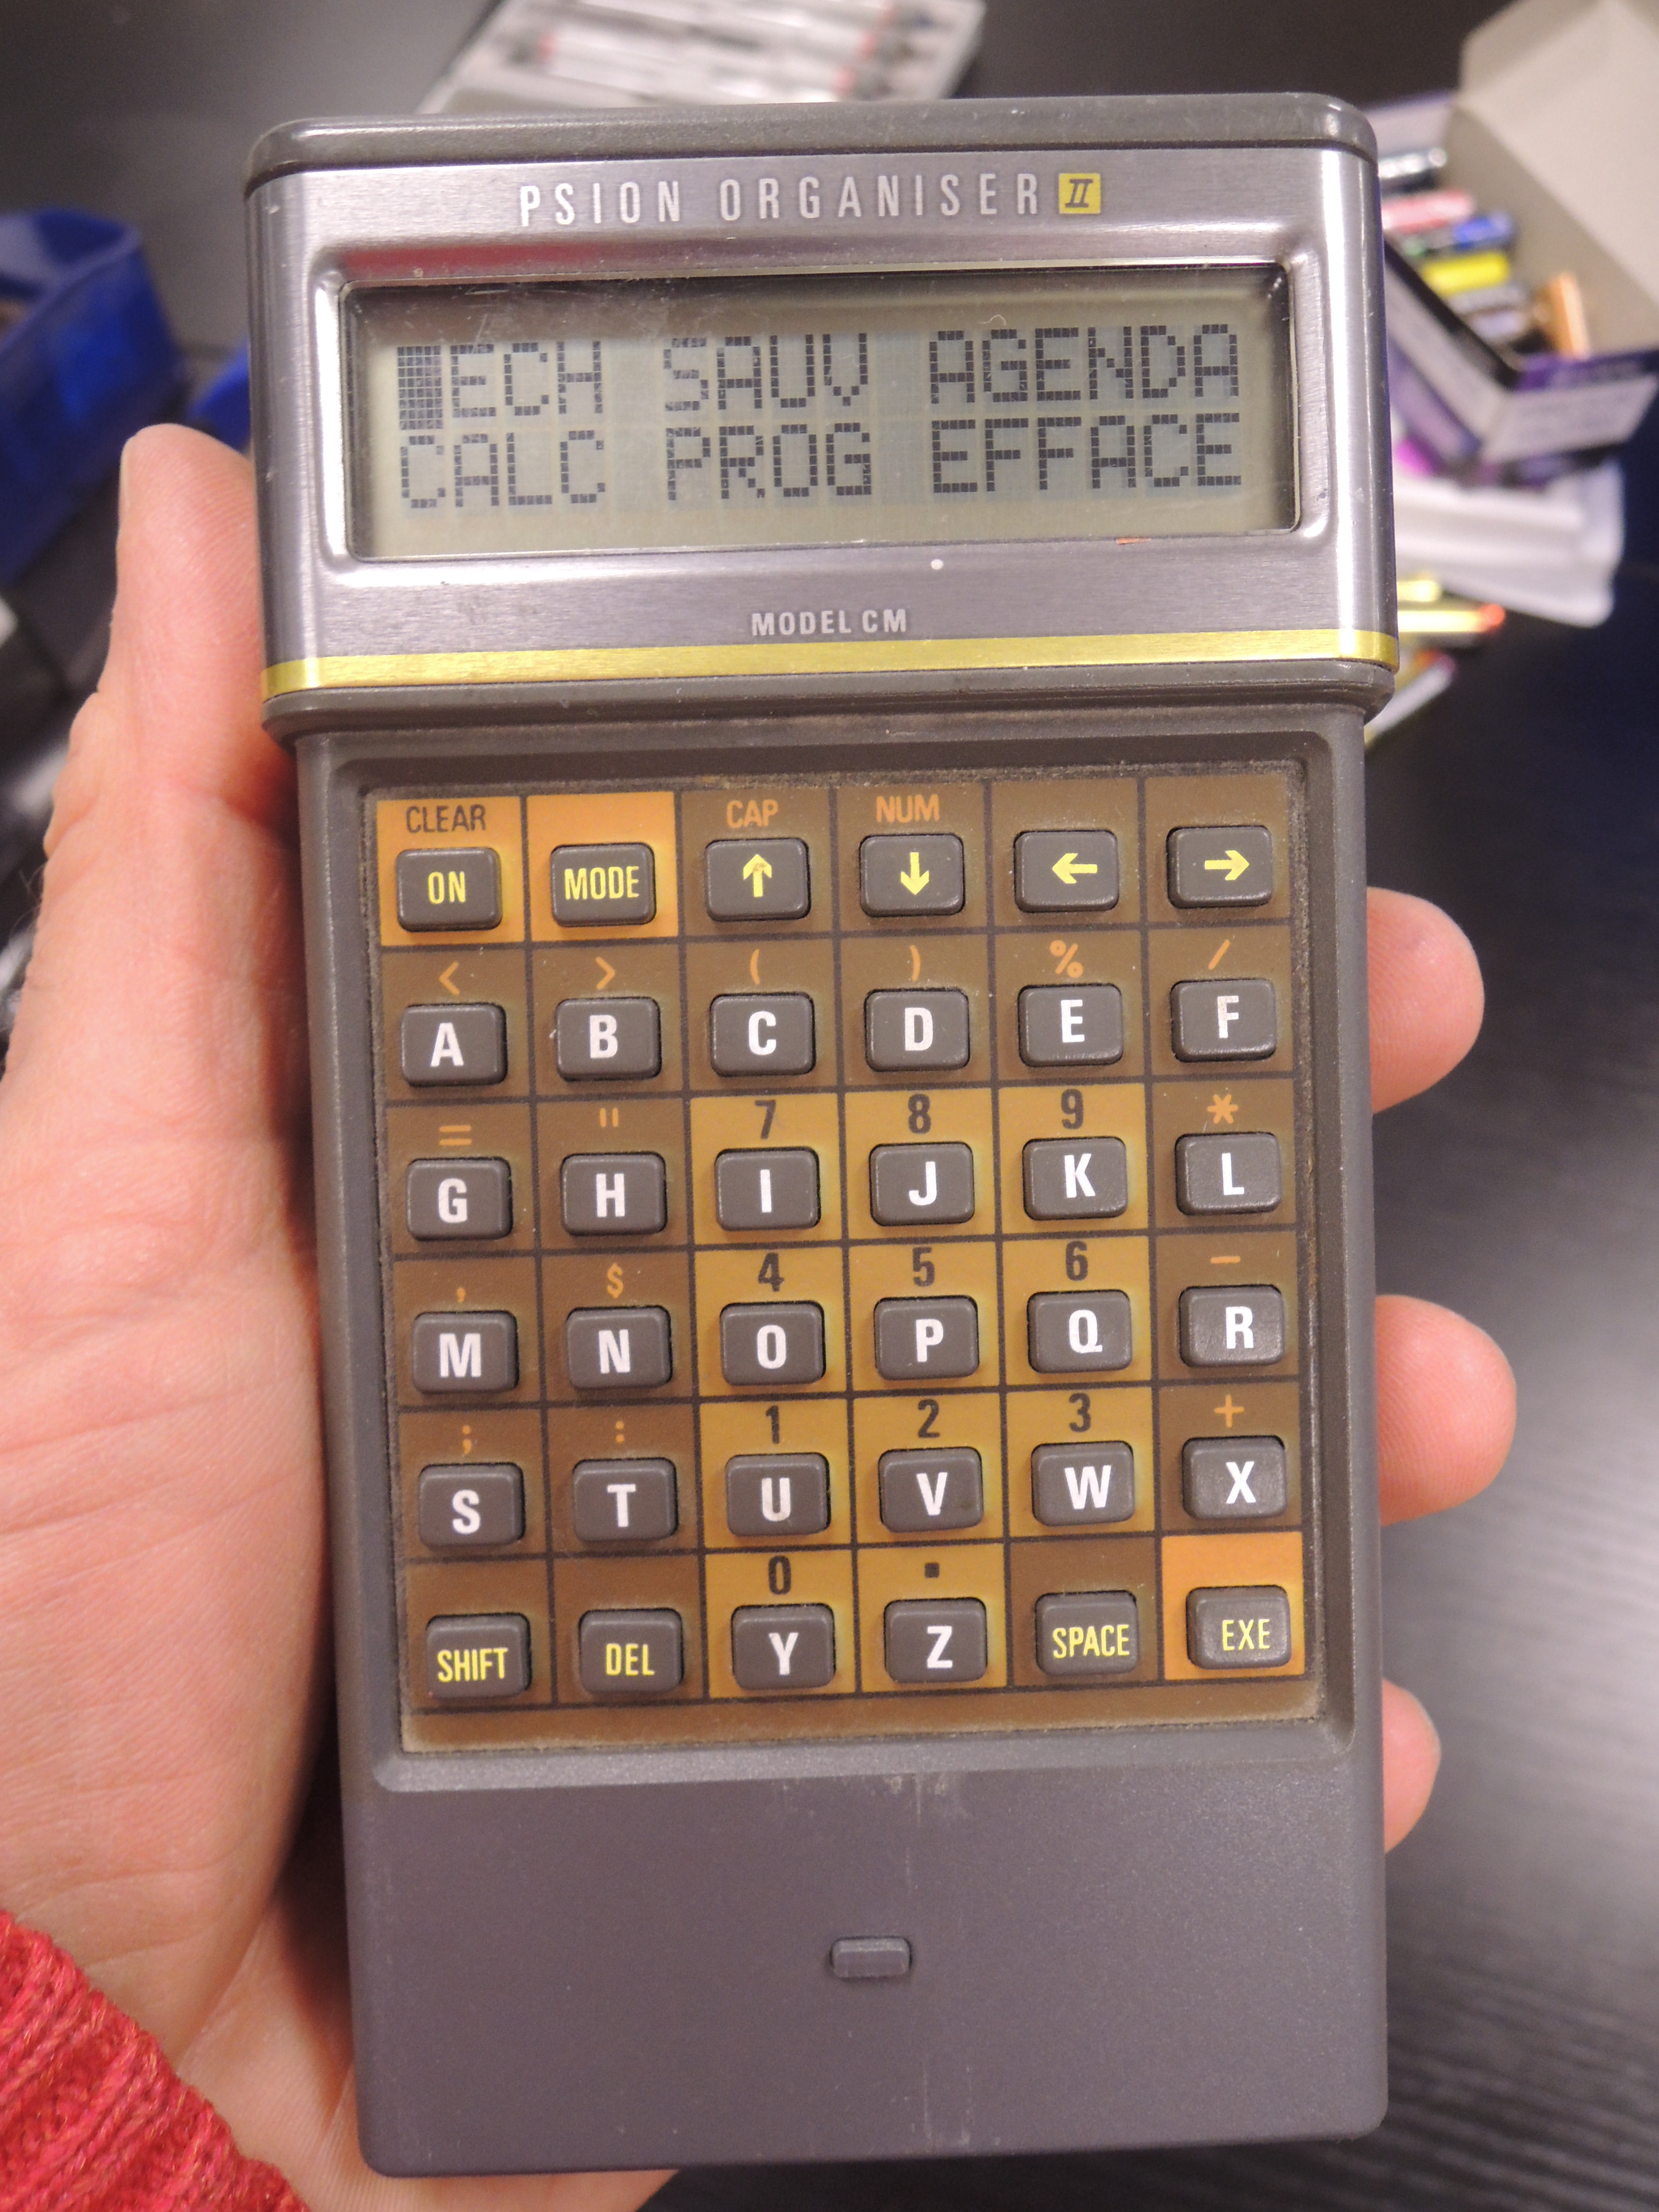 PSION ORGANISER II
ECH SAUV AGENDA
CALC PROG EFFACE
MODEL CM
CLEAR CAP NUM
ON MODE ↑ ↓ ← →
< > ( ) % /
A B C D E F
= " 7 8 9 *
G H I J K L
, $ 4 5 6 -
M N O P Q R
; : 1 2 3 +
S T U V W X
0 .
SHIFT DEL Y Z SPACE EXE